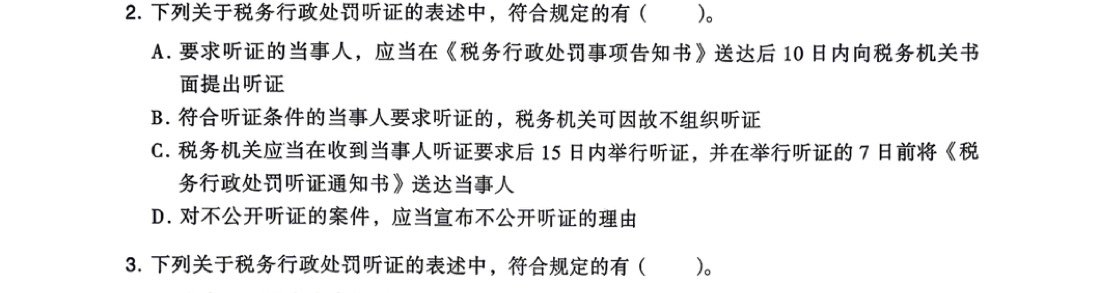 2. 下列关于税务行政处罚听证的表述中，符合规定的有（　　）。
A. 要求听证的当事人，应当在《税务行政处罚事项告知书》送达后 10 日内向税务机关书
面提出听证
B. 符合听证条件的当事人要求听证的，税务机关可因故不组织听证
C. 税务机关应当在收到当事人听证要求后 15 日内举行听证，并在举行听证的 7 日前将《税
务行政处罚听证通知书》送达当事人
D. 对不公开听证的案件，应当宣布不公开听证的理由
3. 下列关于税务行政处罚听证的表述中，符合规定的有（　　）。